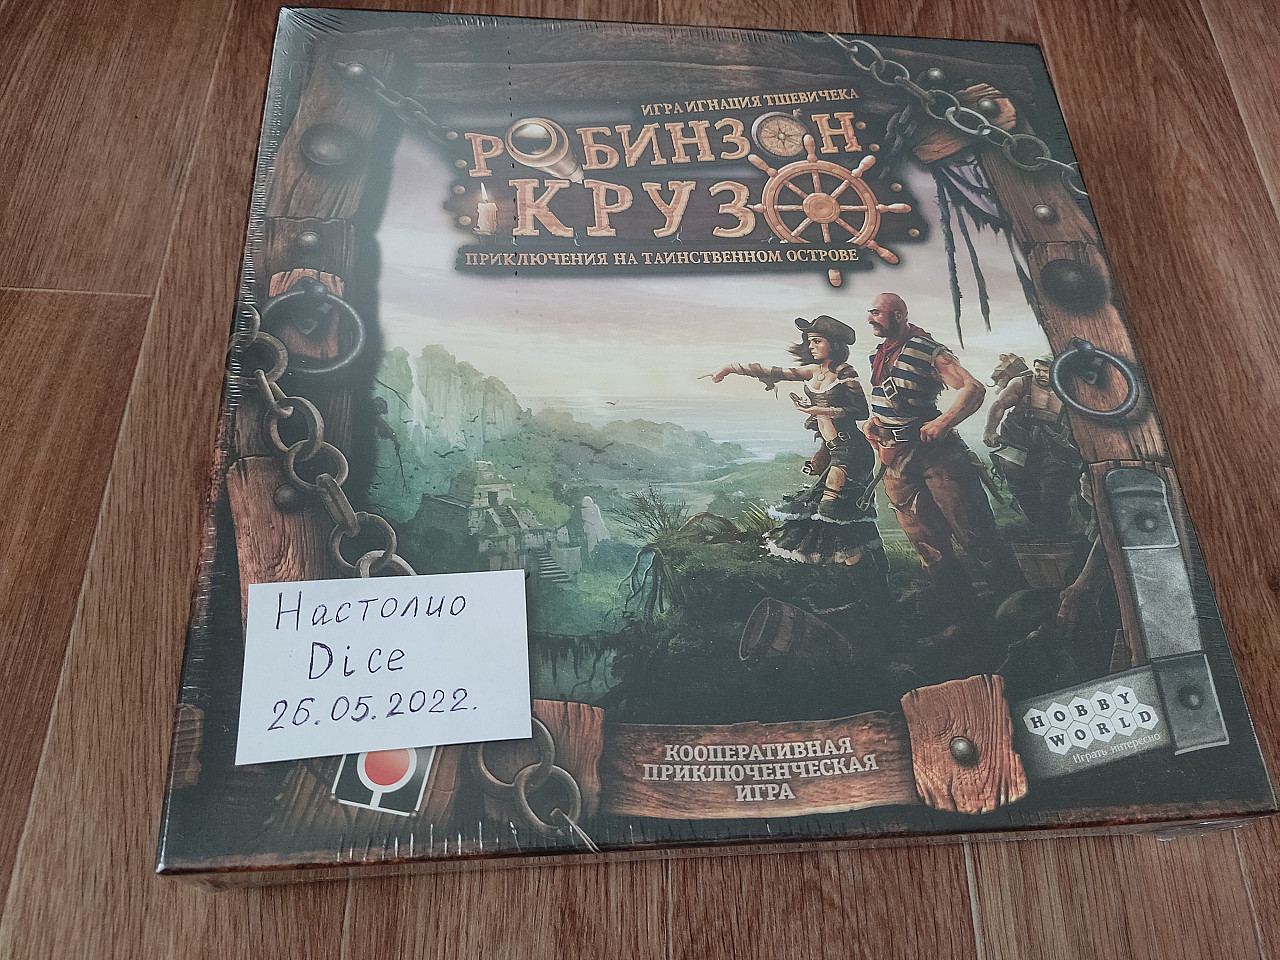 ИГРА ИГНАЦИЯ ТШЕВИЧЕКА
РОБИНЗОН
КРУЗО
ПРИКЛЮЧЕНИЯ НА ТАИНСТВЕННОМ ОСТРОВЕ
Настолио
Dice
26.05.2022.
КООПЕРАТИВНАЯ
ПРИКЛЮЧЕНЧЕСКАЯ
ИГРА
HOBBY
WORLD
Играть интересно